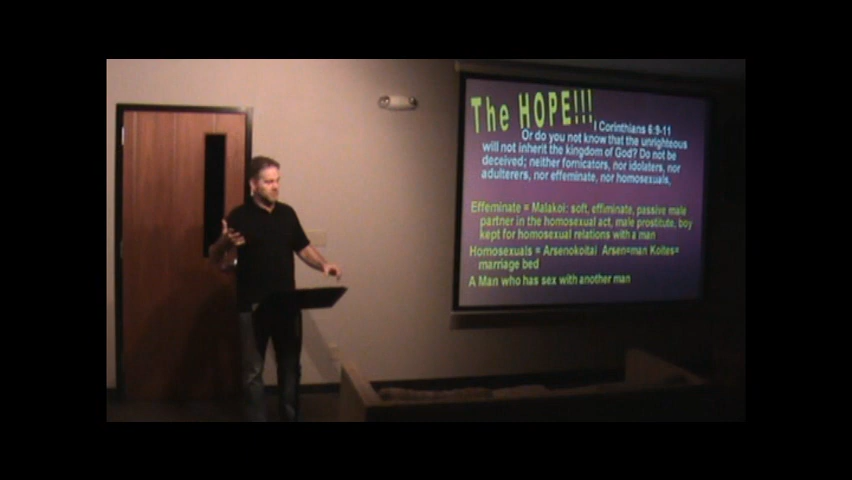 The HOPE!!!
I Corinthians 6:9-11
Or do you not know that the unrighteous
will not inherit the kingdom of God? Do not be
deceived; neither fornicators, nor idolaters, nor
adulterers, nor effeminate, nor homosexuals,
Effeminate = Malakoi: soft, effiminate, passive male
partner in the homosexual act, male prostitute, boy
kept for homosexual relations with a man
Homosexuals = Arsenokoitai Arsen=man Koites=
marriage bed
A Man who has sex with another man